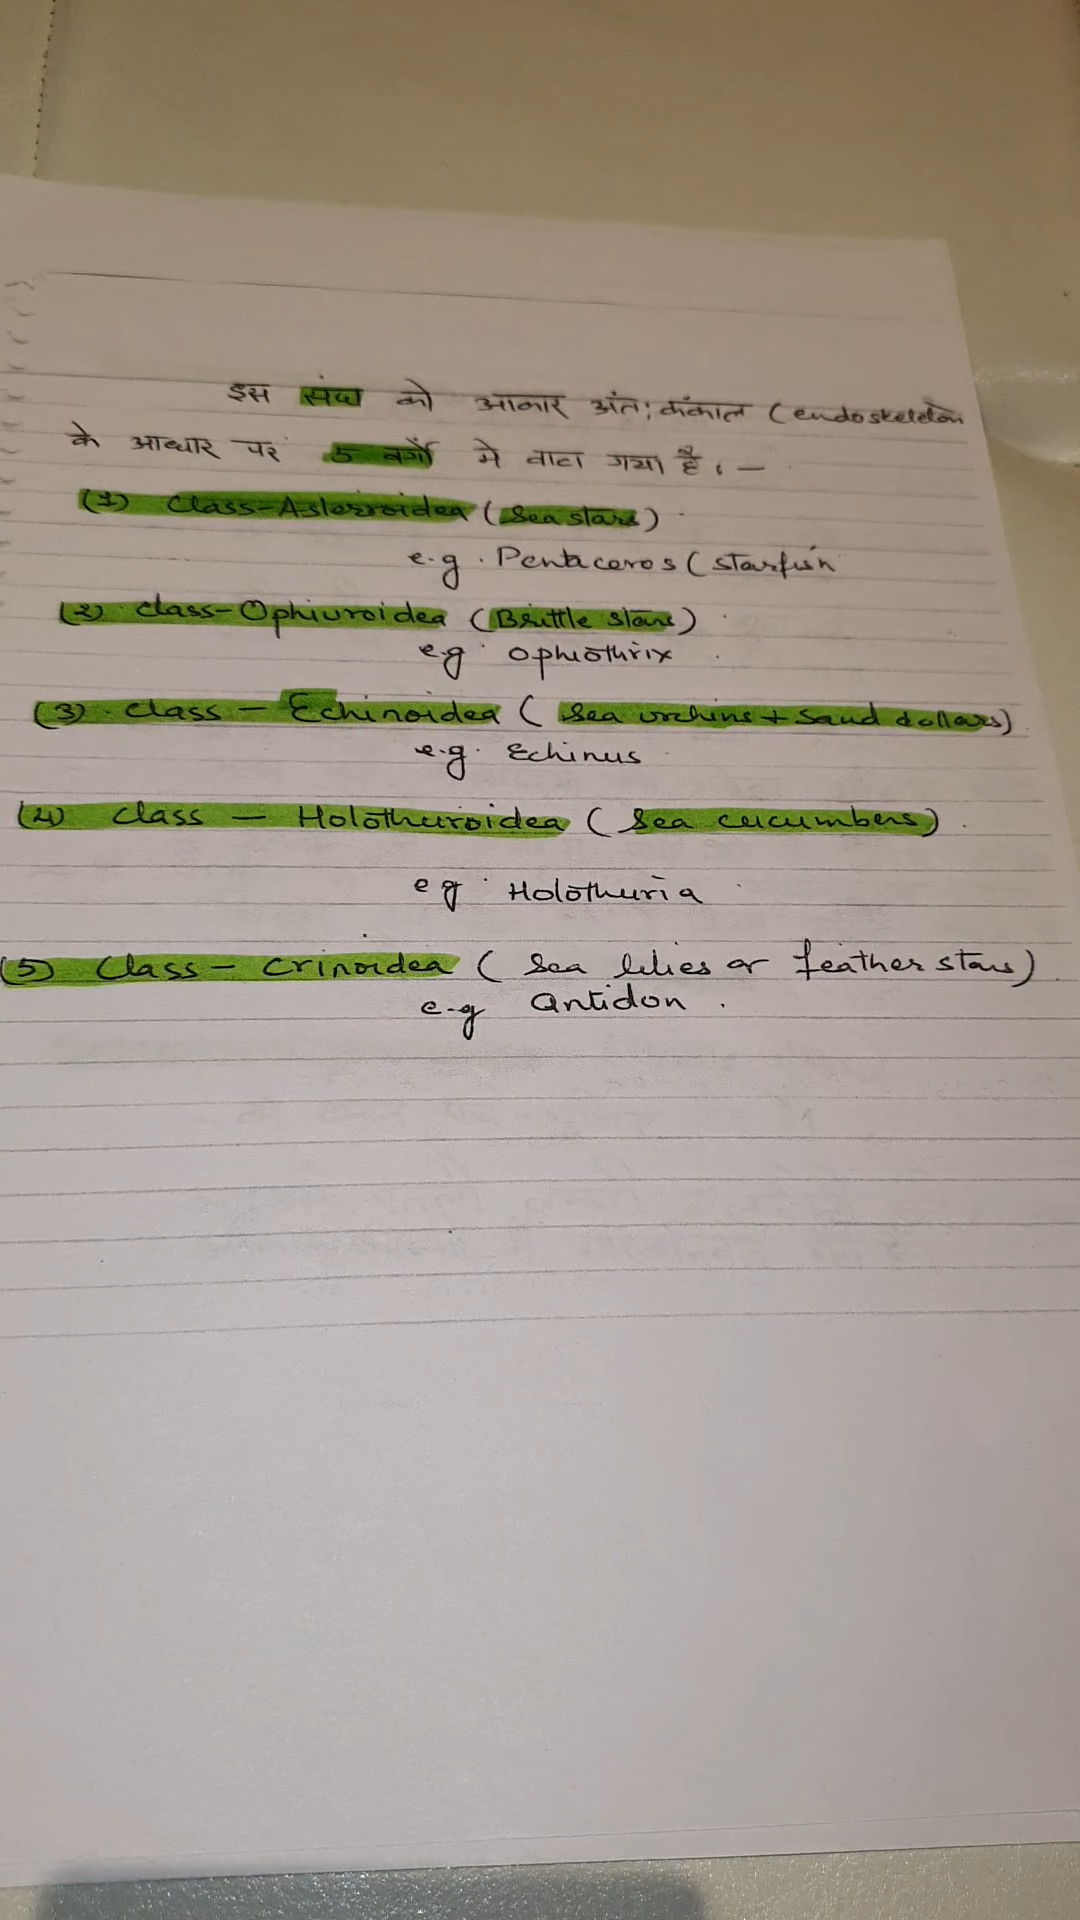 इस संघ को आकार अंत: कंकाल (endoskeleton
के आधार पर 5 वर्गो मे बाटा गया है। -
(1) Class-Asteroidea (Sea stars)
e.g. Pentaceros (starfish
(2) class-Ophiuroidea (Brittle stars)
e.g. Ophiothrix
(3) class - Echinoidea (Sea urchins + Sand dollars)
e.g. Echinus
(4) class - Holothuroidea (Sea cucumbers)
e g. Holothuria
(5) Class - Crinoidea (Sea lilies or feather stars)
e-g Antidon.